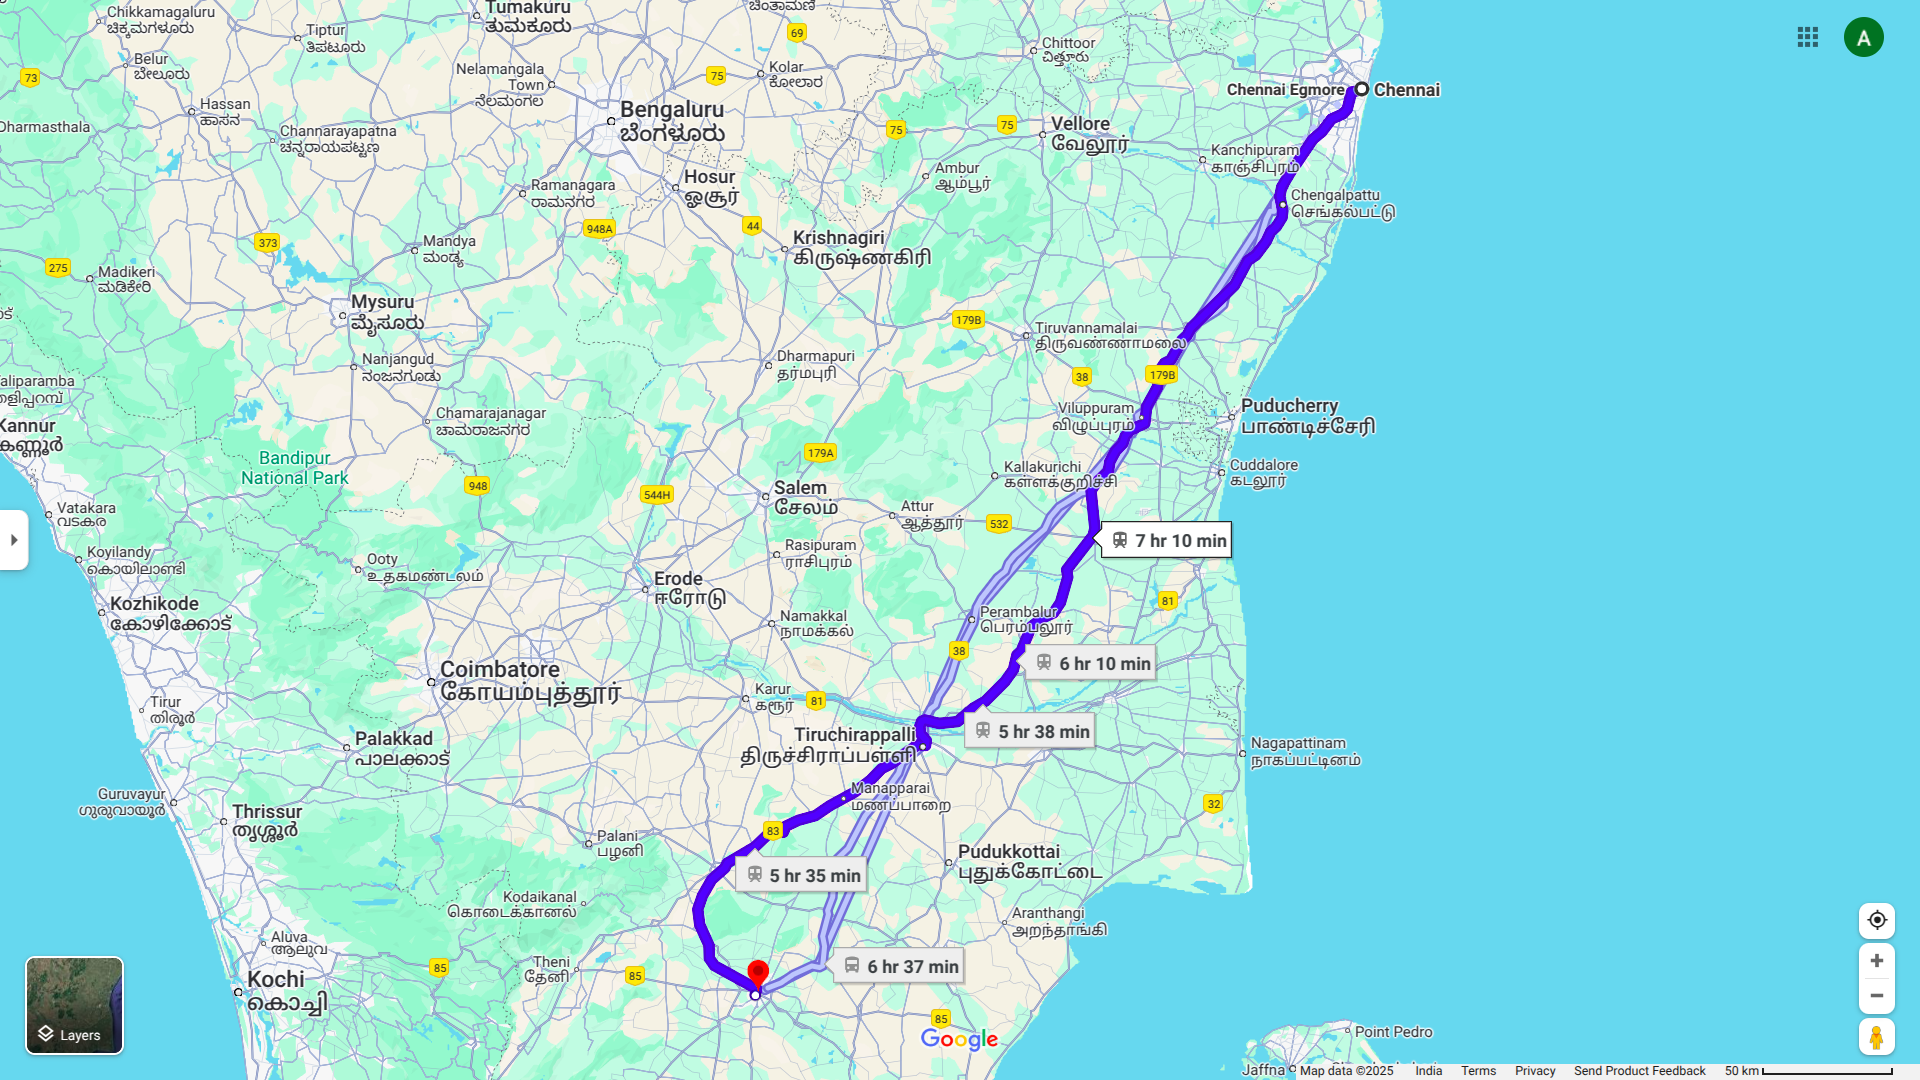 Chikkamagaluru
ಚಿಕ್ಕಮಗಳೂರು
Tumakuru
ತುಮಕೂರು
ಚಿಂತಾಮಣಿ
Tiptur
ತಿಪಟೂರು
69
Chittoor
చిత్తూరు
Belur
ಬೇಲೂರು
73
Nelamangala
Town
ನೆಲಮಂಗಲ
75
Kolar
ಕೋಲಾರ
Chennai Egmore
Chennai
Hassan
ಹಾಸನ
Bengaluru
ಬೆಂಗಳೂರು
Dharmasthala
Channarayapatna
ಚನ್ನರಾಯಪಟ್ಟಣ
75
75
Vellore
வேலூர்
Kanchipuram
காஞ்சிபுரம்
Ambur
ஆம்பூர்
Hosur
ஓசூர்
Ramanagara
ರಾಮನಗರ
Chengalpattu
செங்கல்பட்டு
948A
44
373
Mandya
ಮಂಡ್ಯ
Krishnagiri
கிருஷ்ணகிரி
275
Madikeri
ಮಡಿಕೇರಿ
Mysuru
ಮೈಸೂರು
179B
Tiruvannamalai
திருவண்ணாமலை
Nanjangud
ನಂಜನಗೂಡು
Dharmapuri
தர்மபுரி
38
179B
aliparamba
ളിപ്പറമ്പ്
Chamarajanagar
ಚಾಮರಾಜನಗರ
Viluppuram
விழுப்புரம்
Puducherry
பாண்டிச்சேரி
Kannur
കണ്ണൂർ
Bandipur
National Park
179A
Kallakurichi
கள்ளக்குறிச்சி
Cuddalore
கடலூர்
948
544H
Salem
சேலம்
Attur
ஆத்தூர்
532
Vatakara
വടകര
7 hr 10 min
Koyilandy
കൊയിലാണ്ടി
Ooty
உதகமண்டலம்
Rasipuram
ராசிபுரம்
Erode
ஈரோடு
Kozhikode
കോഴിക്കോട്
Namakkal
நாமக்கல்
Perambalur
பெரம்பலூர்
81
38
6 hr 10 min
Coimbatore
கோயம்புத்தூர்
Karur
கரூர்
81
Tirur
തിരൂർ
5 hr 38 min
Palakkad
പാലക്കാട്
Tiruchirappalli
திருச்சிராப்பள்ளி
Nagapattinam
நாகப்பட்டினம்
Guruvayur
ഗുരുവായൂർ
Manapparai
மணப்பாறை
32
Thrissur
തൃശ്ശൂർ
83
Palani
பழனி
Pudukkottai
புதுக்கோட்டை
5 hr 35 min
Kodaikanal
கொடைக்கானல்
Aranthangi
அறந்தாங்கி
Aluva
ആലുവ
Theni
தேனி
85
85
6 hr 37 min
Kochi
കൊച്ചി
85
Layers
Google
Point Pedro
Jaffna
Map data ©2025
India
Terms
Privacy
Send Product Feedback
50 km
A